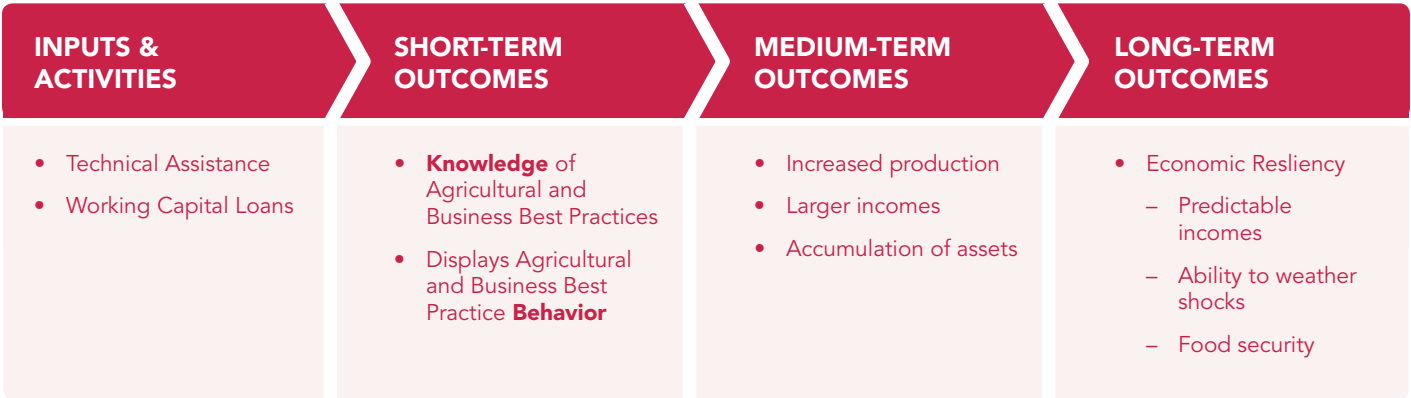 INPUTS &
ACTIVITIES
• Technical Assistance
• Working Capital Loans
SHORT-TERM
OUTCOMES
• Knowledge of
Agricultural and
Business Best Practices
• Displays Agricultural
and Business Best
Practice Behavior
MEDIUM-TERM
OUTCOMES
• Increased production
• Larger incomes
• Accumulation of assets
LONG-TERM
OUTCOMES
• Economic Resliency
– Predictable
incomes
– Ability to weather
shocks
– Food security